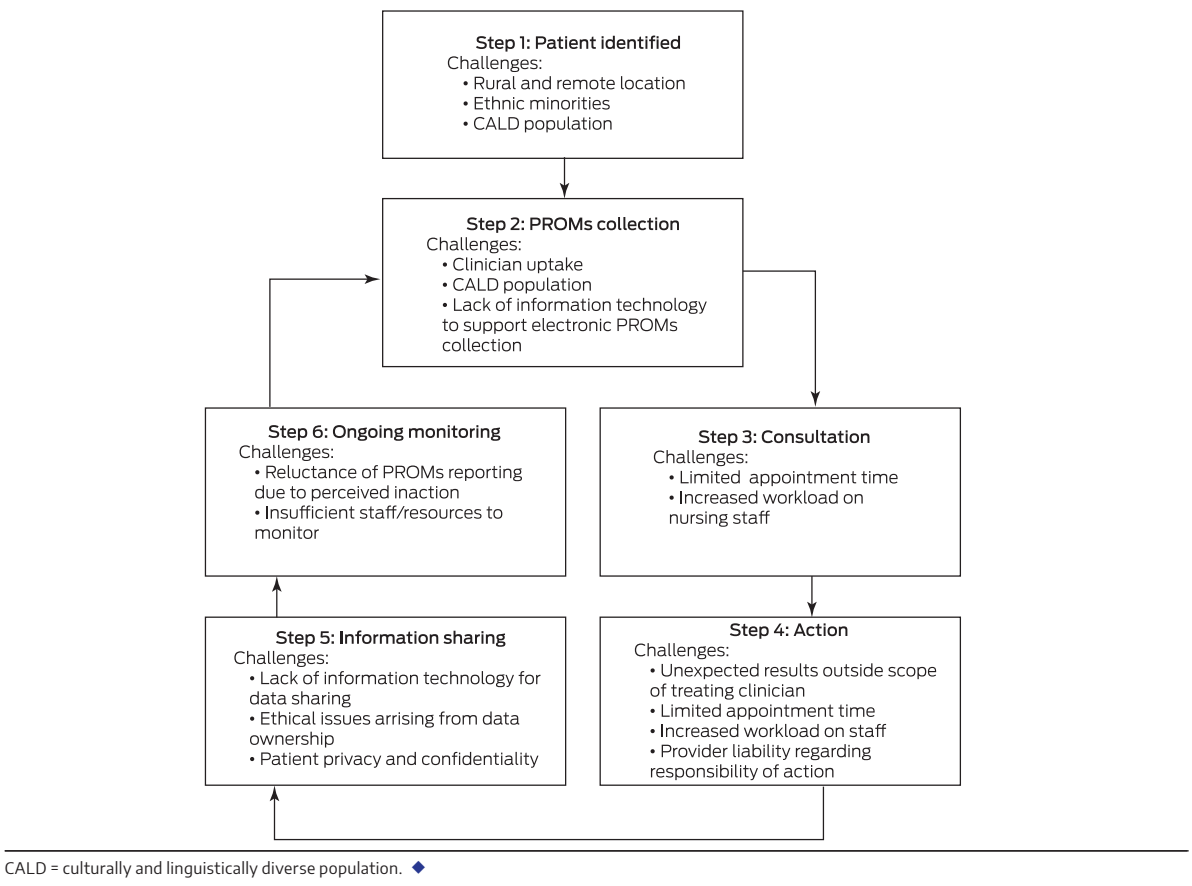 Step 1: Patient identified
Challenges:
• Rural and remote location
• Ethnic minorities
• CALD population
Step 2: PROMs collection
Challenges:
• Clinician uptake
• CALD population
• Lack of information technology
to support electronic PROMs
collection
Step 3: Consultation
Challenges:
• Limited appointment time
• Increased workload on
nursing staff
Step 4: Action
Challenges:
• Unexpected results outside scope
of treating clinician
• Limited appointment time
• Increased workload on staff
• Provider liability regarding
responsibility of action
Step 5: Information sharing
Challenges:
• Lack of information technology for
data sharing
• Ethical issues arrising from data
ownership
• Patient privacy and confidentiality
Step 6: Ongoing monitoring
Challenges:
• Reluctance of PROMs reporting
due to perceived inaction
• Insufficient staff/resources to
monitor
CALD = culturally and linguistically diverse population. ◆